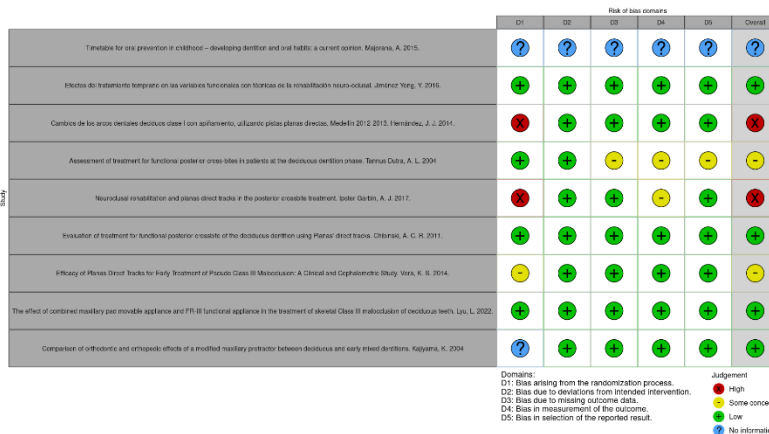 Risk of bias domains
D1 D2 D3 D4 D5 Overall
Study
Timetable for oral prevention in childhood – developing dentition and oral habits: a current opinion. Majorana, A. 2015.
? ? ? ? ? ?
Efectos del tratamiento temprano en las variables funcionales con técnicas de la rehabilitación neuro-oclusal. Jiménez Yong, Y. 2016.
+ + + + + +
Cambios de los arcos dentales deciduos clase I con apiñamiento, utilizando pistas planas directas. Medellín 2012-2013. Hernández, J. J. 2014.
X + + + + X
Assessment of treatment for functional posterior cross-bites in patients at the deciduous dentition phase. Tannus Dutra, A. L. 2004
+ + - - - -
Neuroclusal rehabilitation and planas direct tracks in the posterior crossbite treatment. Ipster Garbin, A. J. 2017.
X + + - + X
Evaluation of treatment for functional posterior crossbite of the deciduous dentition using Planas' direct tracks. Chibinski, A. C. R. 2011.
+ + + + + +
Efficacy of Planas Direct Tracks for Early Treatment of Pseudo Class III Malocclusion: A Clinical and Cephalometric Study. Vera, K. S. 2014.
- + + + + -
The effect of combined maxillary pad movable appliance and FR-III functional appliance in the treatment of skeletal Class III malocclusion of deciduous teeth. Lyu, L. 2022.
+ + + + + +
Comparison of orthodontic and orthopedic effects of a modified maxillary protractor between deciduous and early mixed dentitions. Kajiyama, K. 2004
? + + + + +
Domains:
D1: Bias arising from the randomization process.
D2: Bias due to deviations from intended intervention.
D3: Bias due to missing outcome data.
D4: Bias in measurement of the outcome.
D5: Bias in selection of the reported result.
Judgement
X High
- Some conce
+ Low
? No informatio